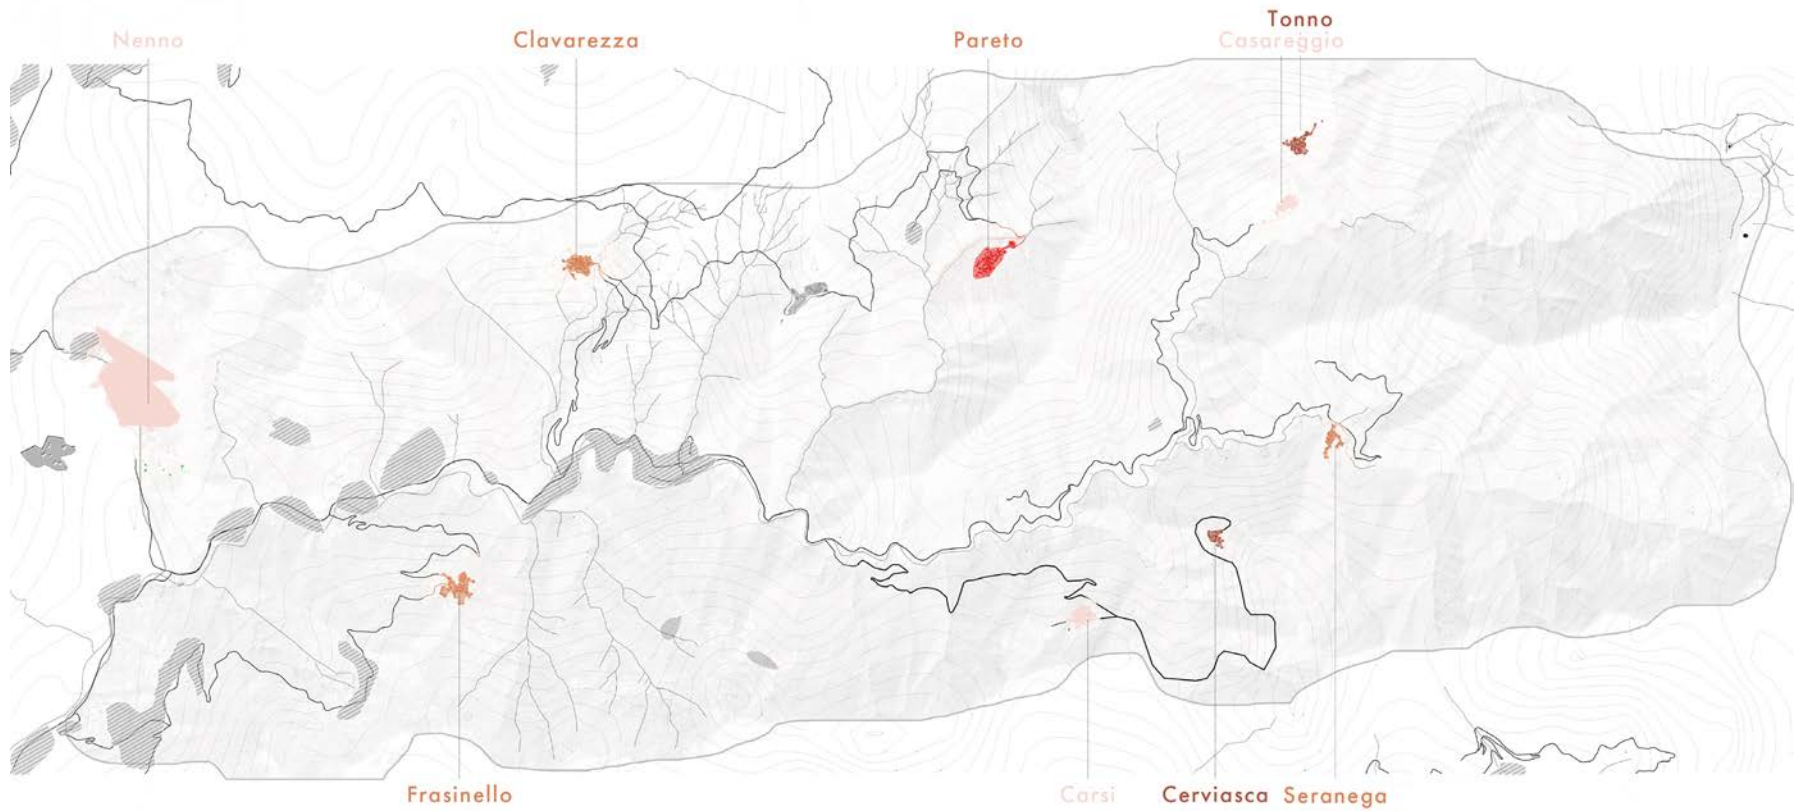 Tonno
Nenno
Clavarezza
Pareto
Casareggio
Frasinello
Carsi
Cerviasca
Seranega